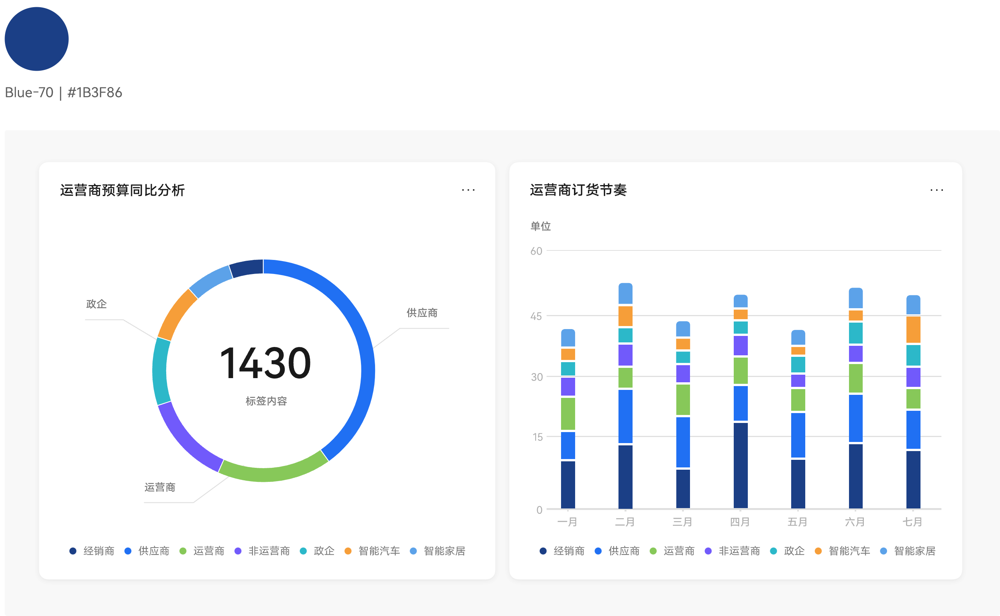 Blue-70 | #1B3F86
运营商预算同比分析
···
政企
供应商
1430
标签内容
运营商
经销商 供应商 运营商 非运营商 政企 智能汽车 智能家居
运营商订货节奏
···
单位
60
45
30
15
0
一月 二月 三月 四月 五月 六月 七月
经销商 供应商 运营商 非运营商 政企 智能汽车 智能家居